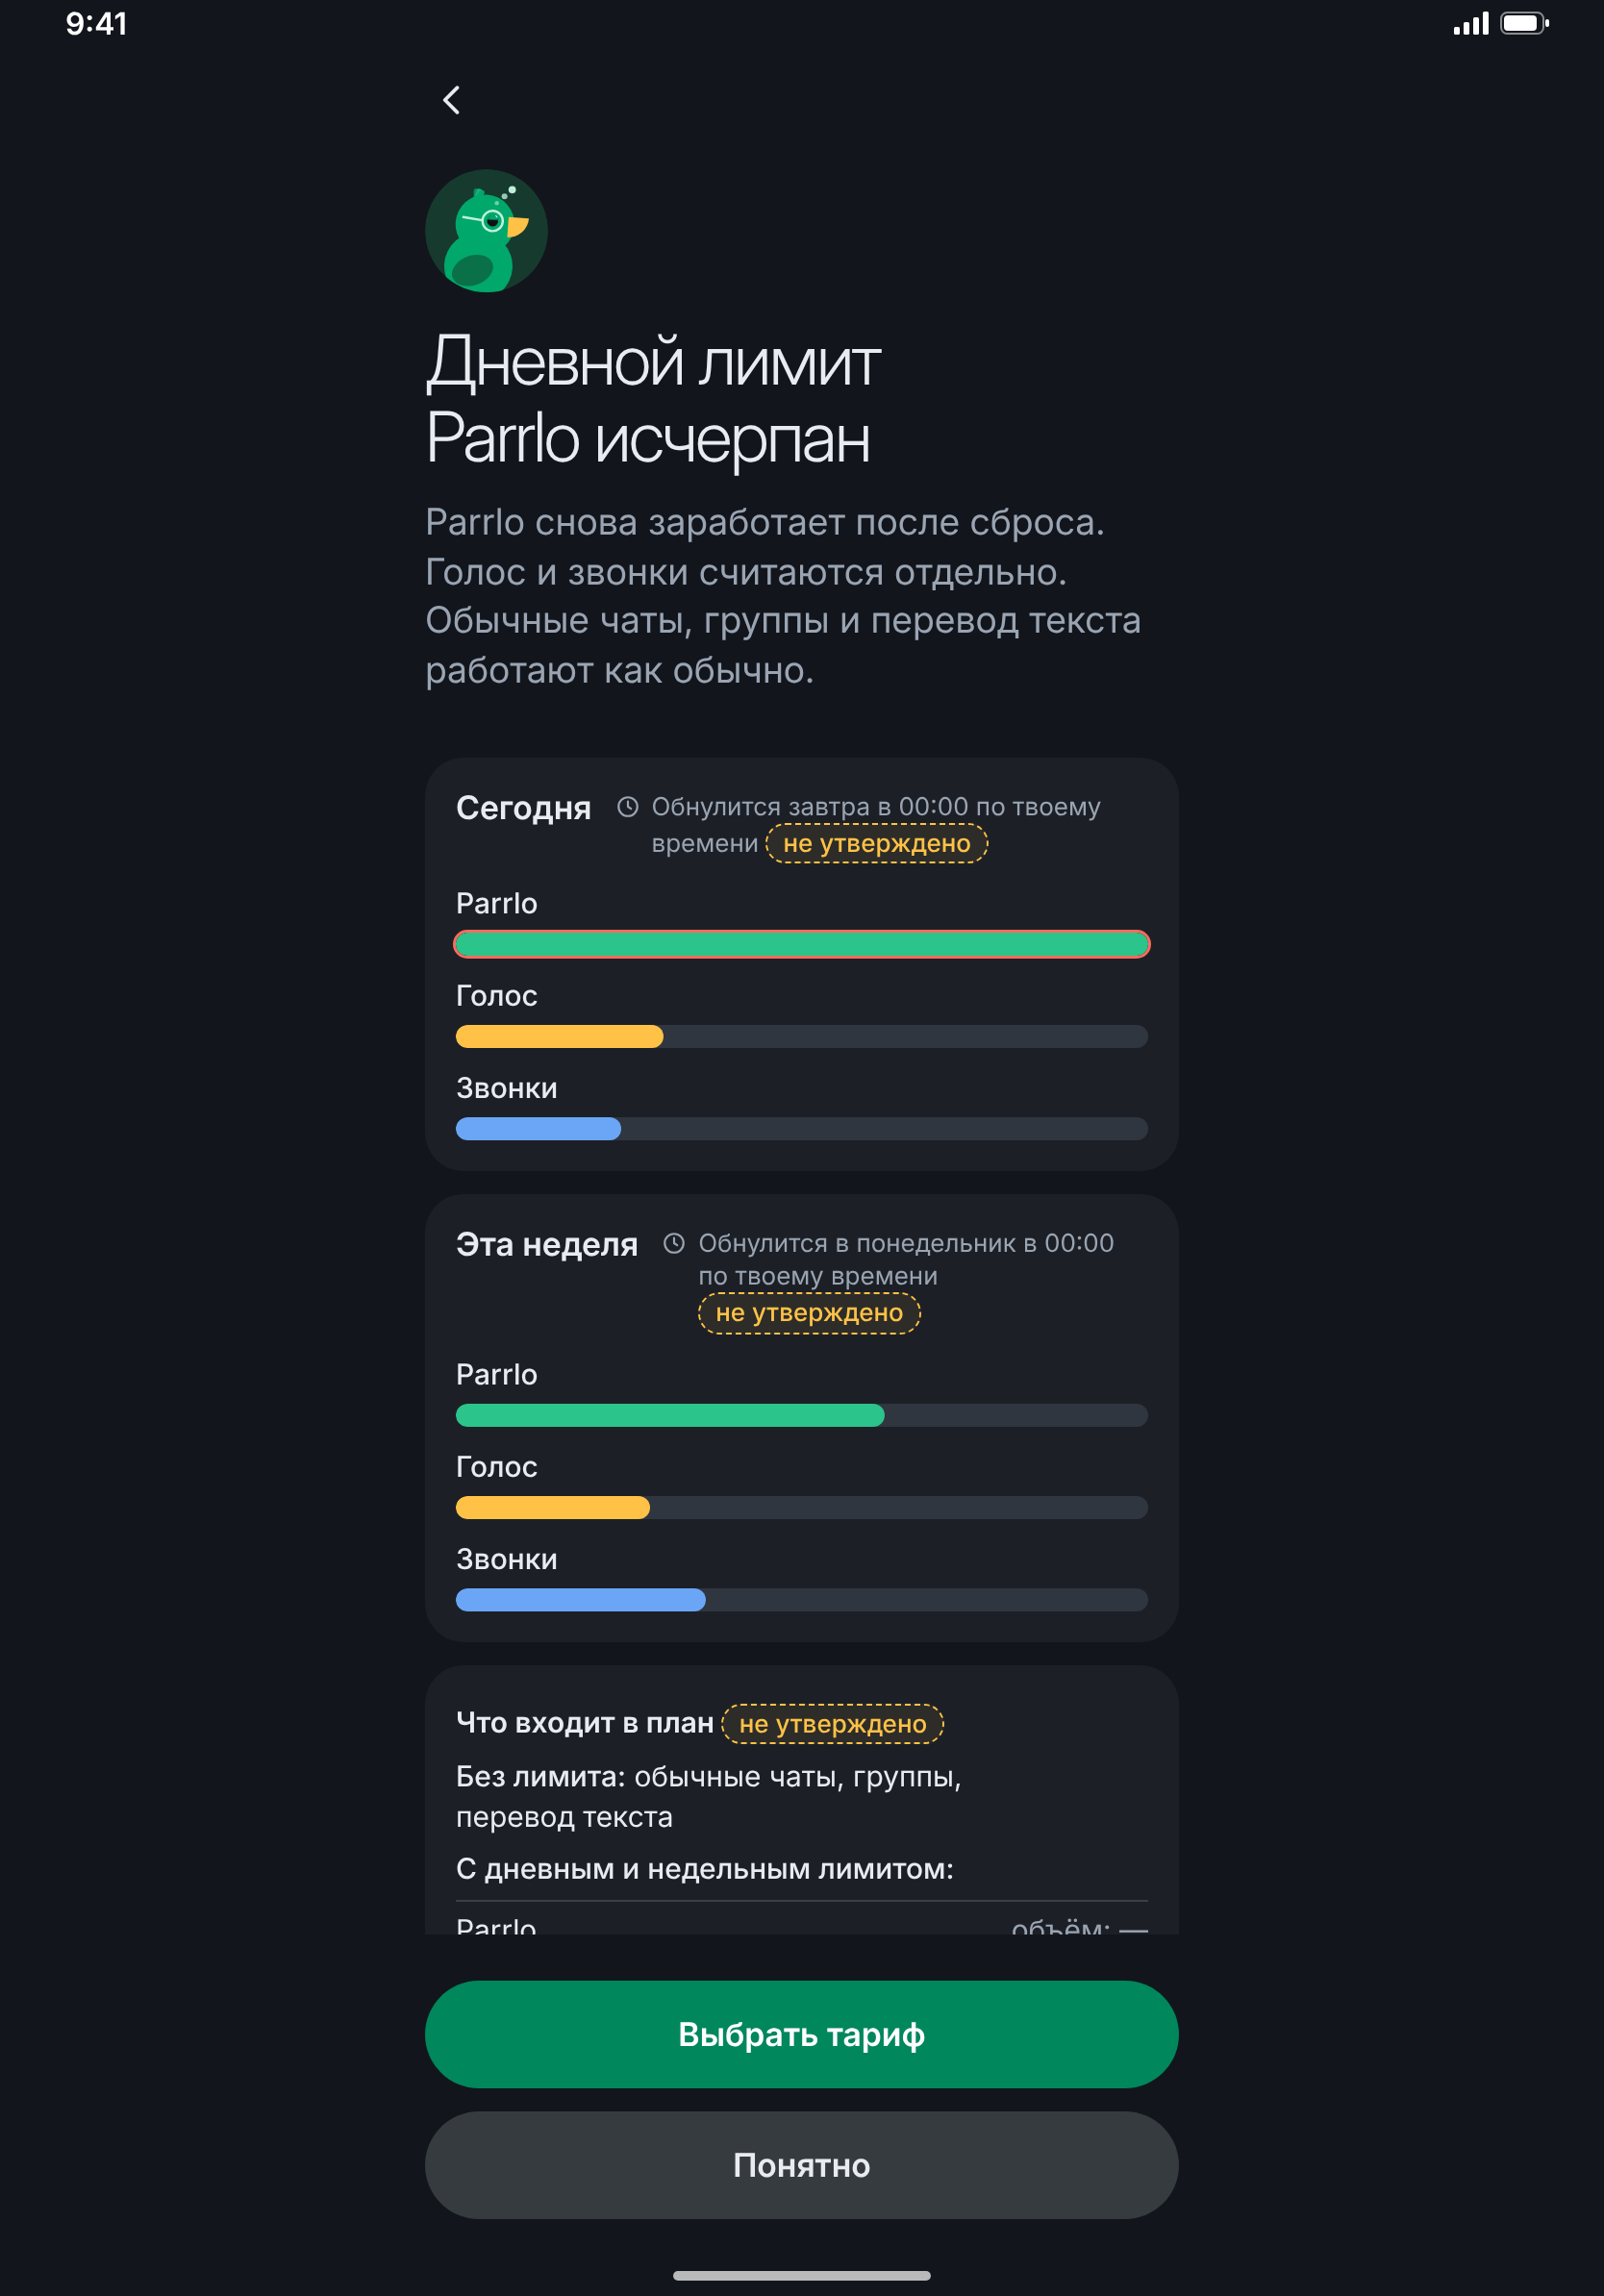 9:41
Дневной лимит
Parrlo исчерпан
Parrlo снова заработает после сброса.
Голос и звонки считаются отдельно.
Обычные чаты, группы и перевод текста
работают как обычно.
Сегодня Обнулится завтра в 00:00 по твоему
времени не утверждено
Parrlo
Голос
Звонки
Эта неделя Обнулится в понедельник в 00:00
по твоему времени
не утверждено
Parrlo
Голос
Звонки
Что входит в план не утверждено
Без лимита: обычные чаты, группы,
перевод текста
С дневным и недельным лимитом:
Parrlo объём: —
Выбрать тариф
Понятно